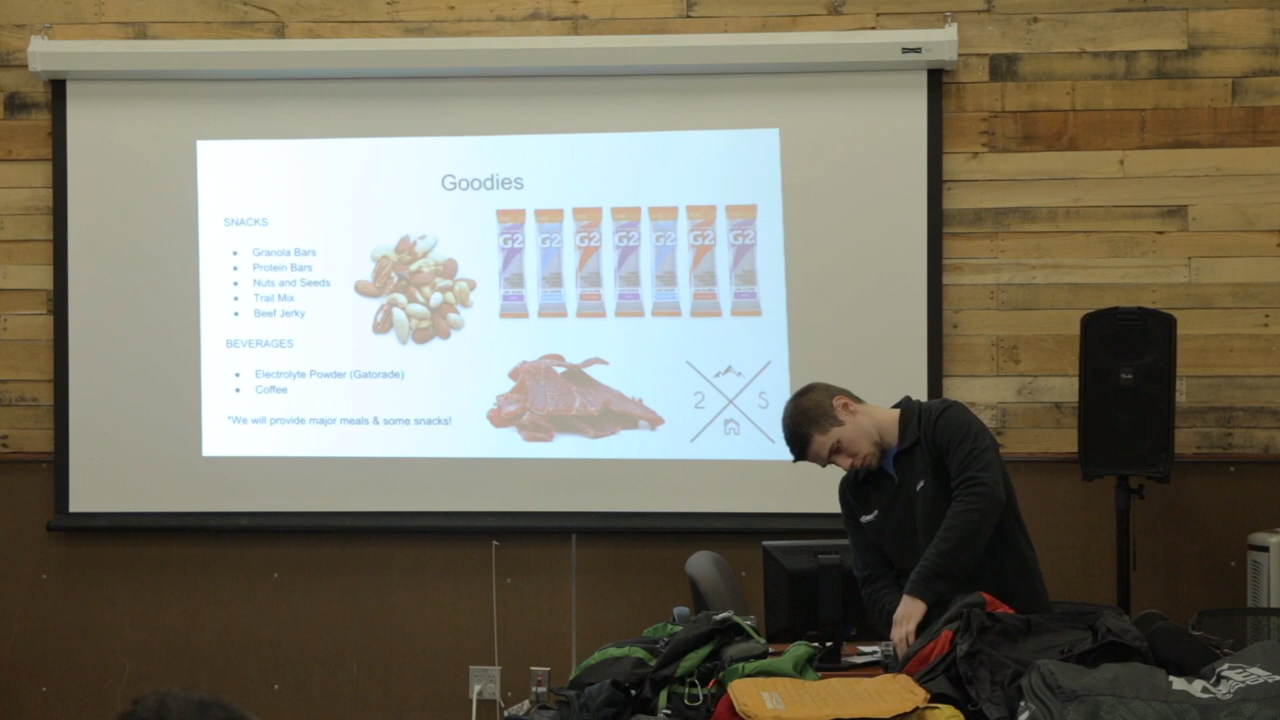 Goodies
SNACKS
Granola Bars
Protein Bars
Nuts and Seeds
Trail Mix
Beef Jerky
BEVERAGES
Electrolyte Powder (Gatorade)
Coffee
*We will provide major meals & some snacks!
G2 G2 G2 G2 G2 G2 G2
2 S